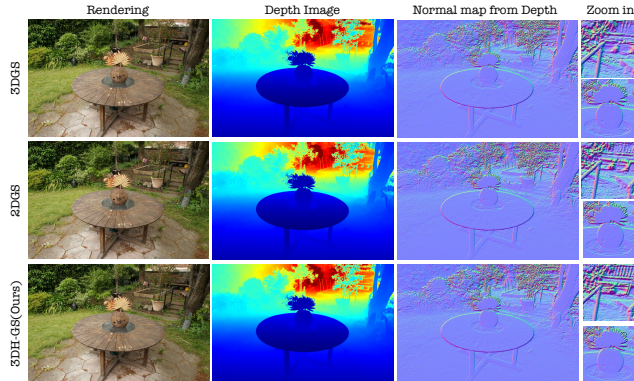 Rendering Depth Image Normal map from Depth Zoom in
3DGS
2DGS
3DH-GS(Ours)